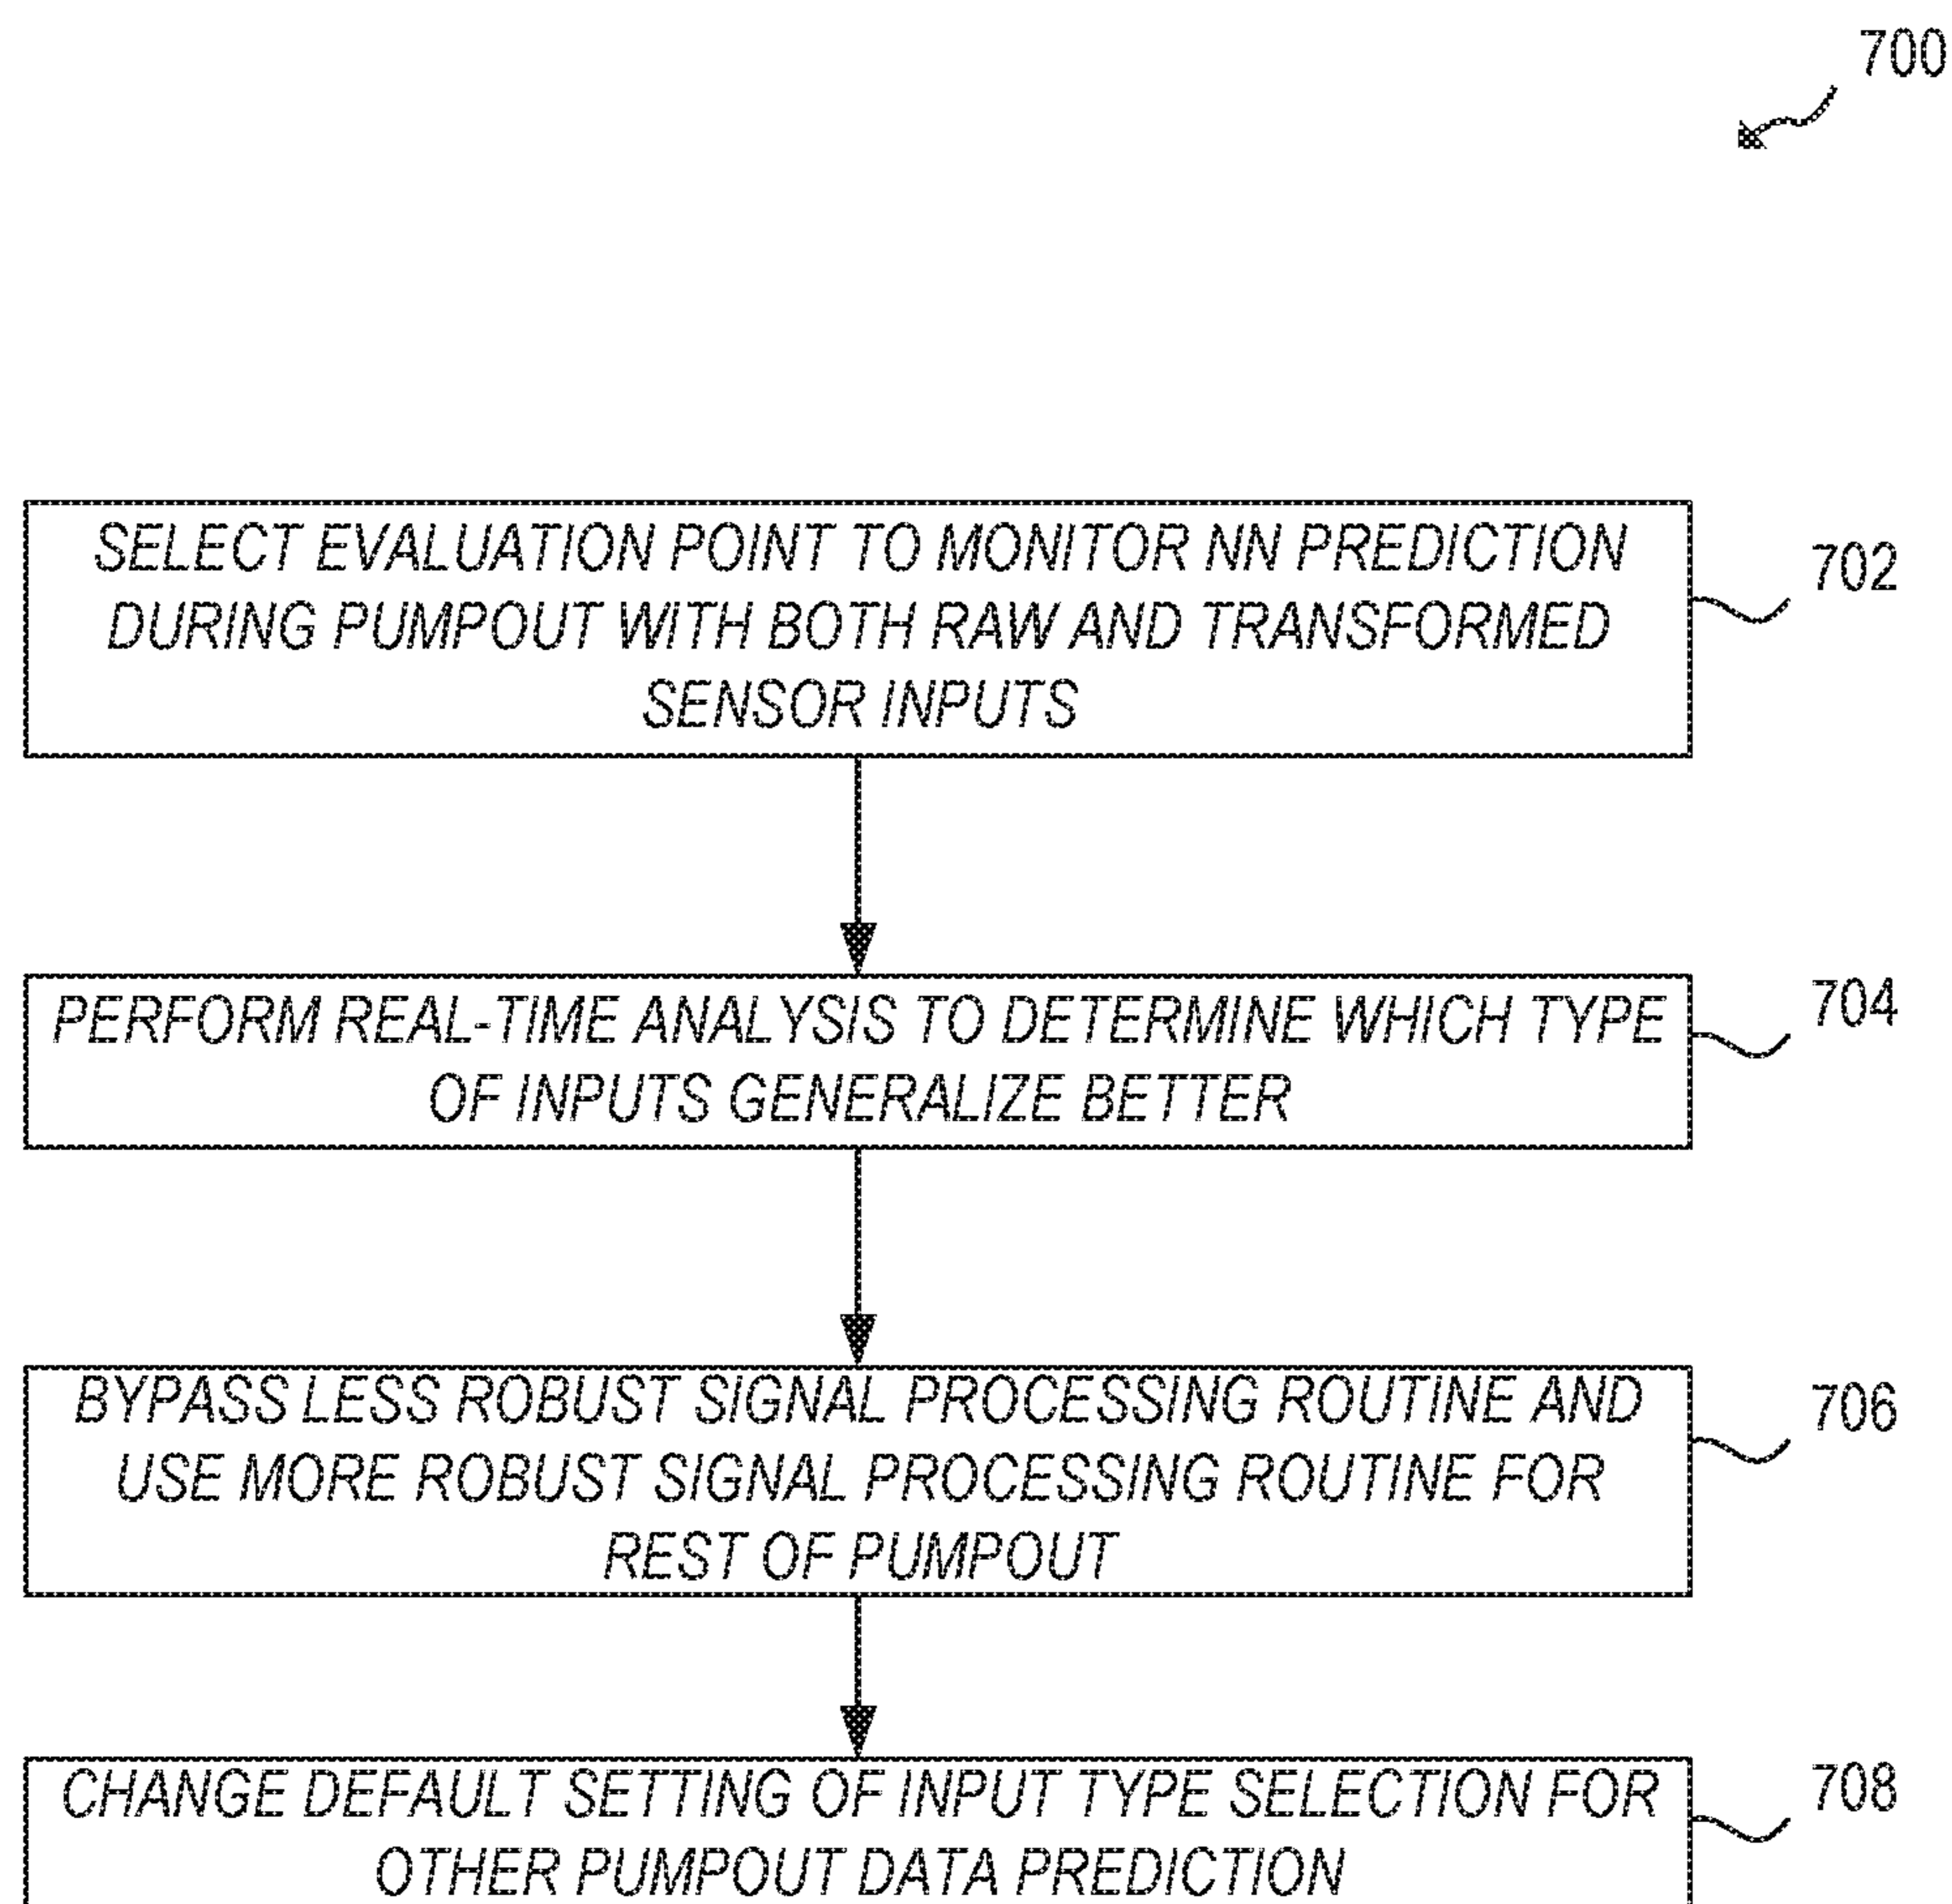 700
SELECT EVALUATION POINT TO MONITOR NN PREDICTION
DURING PUMPOUT WITH BOTH RAW AND TRANSFORMED
SENSOR INPUTS
702
PERFORM REAL-TIME ANALYSIS TO DETERMINE WHICH TYPE
OF INPUTS GENERALIZE BETTER
704
BYPASS LESS ROBUST SIGNAL PROCESSING ROUTINE AND
USE MORE ROBUST SIGNAL PROCESSING ROUTINE FOR
REST OF PUMPOUT
706
CHANGE DEFAULT SETTING OF INPUT TYPE SELECTION FOR
OTHER PUMPOUT DATA PREDICTION
708